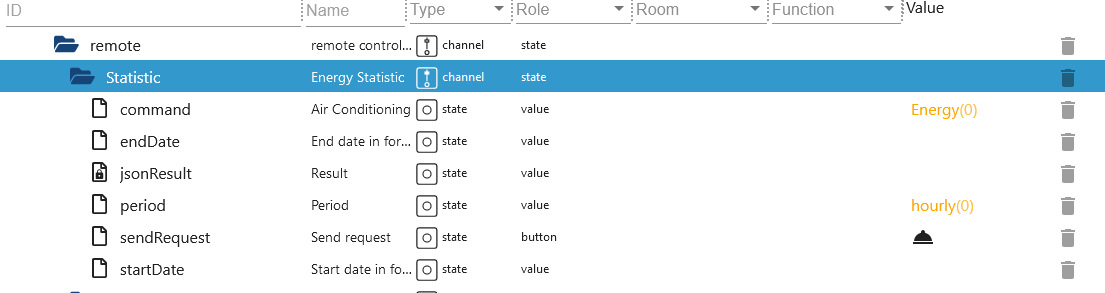 ID Name Type Role Room Function Value
remote remote control... channel state
Statistic Energy Statistic channel state
command Air Conditioning state value Energy(0)
endDate End date in for... state value
jsonResult Result state value
period Period state value hourly(0)
sendRequest Send request state button
startDate Start date in fo... state value